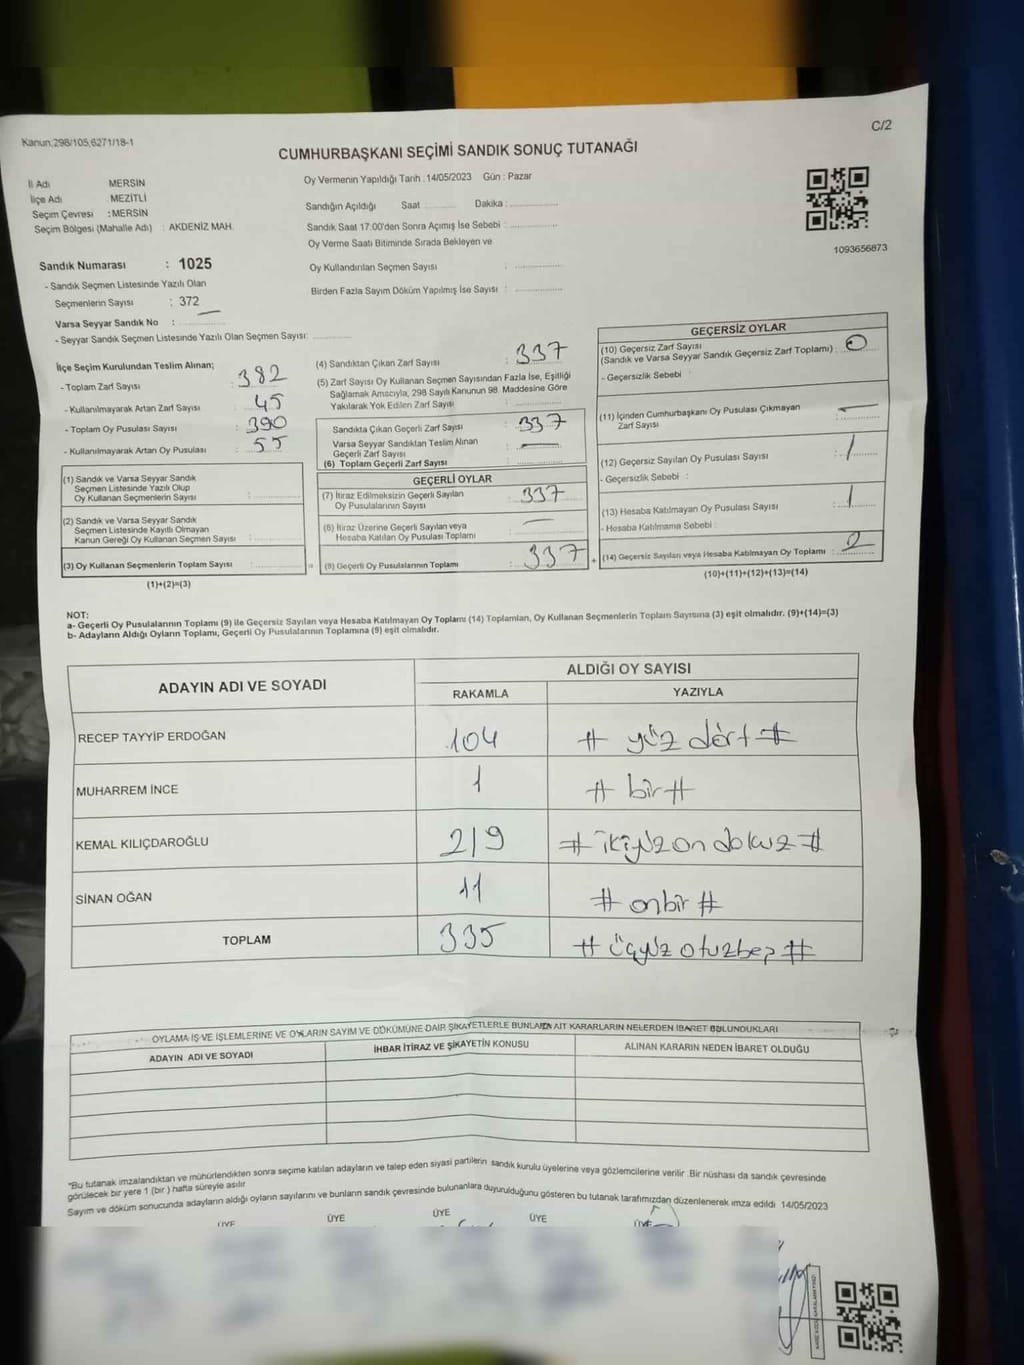 Kanun;298/105,6271/18-1
C/2
CUMHURBAŞKANI SEÇİMİ SANDIK SONUÇ TUTANAĞI
İl Adı MERSİN
İlçe Adı MEZİTLİ
Seçim Çevresi : MERSİN
Seçim Bölgesi (Mahalle Adı) : AKDENİZ MAH.
Sandık Numarası : 1025
- Sandık Seçmen Listesinde Yazılı Olan
Seçmenlerin Sayısı : 372
Varsa Seyyar Sandık No :
- Seyyar Sandık Seçmen Listesinde Yazılı Olan Seçmen Sayısı:
Oy Vermenin Yapıldığı Tarih : 14/05/2023 Gün : Pazar
Sandığın Açıldığı Saat Dakika :
Sandık Saat 17.00'den Sonra Açımış İse Sebebi :
Oy Verme Saati Bitiminde Sırada Bekleyen ve
Oy Kullandırılan Seçmen Sayısı :
Birden Fazla Sayım Döküm Yapılmış İse Sayısı :
1093656873
İlçe Seçim Kurulundan Teslim Alınan;
- Toplam Zarf Sayısı : 382
- Kullanılmayarak Artan Zarf Sayısı : 45
- Toplam Oy Pusulası Sayısı : 390
- Kullanılmayarak Artan Oy Pusulası : 55
(1) Sandık ve Varsa Seyyar Sandık
Seçmen Listesinde Yazılı Olup
Oy Kullanan Seçmenlerin Sayısı :
(2) Sandık ve Varsa Seyyar Sandık
Seçmen Listesinde Kayıtlı Olmayan
Kanun Gereği Oy Kullanan Seçmen Sayısı :
(3) Oy Kullanan Seçmenlerin Toplam Sayısı :
(1)+(2)=(3)
(4) Sandıktan Çıkan Zarf Sayısı : 337
(5) Zarf Sayısı Oy Kullanan Seçmen Sayısından Fazla İse, Eşitliği
Sağlamak Amacıyla, 298 Sayılı Kanunun 98. Maddesine Göre
Yakılarak Yok Edilen Zarf Sayısı :
Sandıkta Çıkan Geçerli Zarf Sayısı : 337
Varsa Seyyar Sandıktan Teslim Alınan
Geçerli Zarf Sayısı : —
(6) Toplam Geçerli Zarf Sayısı :
GEÇERLİ OYLAR
(7) İtiraz Edilmeksizin Geçerli Sayılan
Oy Pusulalarının Sayısı : 337
(8) İtiraz Üzerine Geçerli Sayılan veya
Hesaba Katılan Oy Pusulası Toplamı : —
(9) Geçerli Oy Pusulalarının Toplamı : 337
GEÇERSİZ OYLAR
(10) Geçersiz Zarf Sayısı
(Sandık ve Varsa Seyyar Sandık Geçersiz Zarf Toplamı) : 0
- Geçersizlik Sebebi :
(11) İçinden Cumhurbaşkanı Oy Pusulası Çıkmayan
Zarf Sayısı : —
(12) Geçersiz Sayılan Oy Pusulası Sayısı : 1
- Geçersizlik Sebebi :
(13) Hesaba Katılmayan Oy Pusulası Sayısı : 1
- Hesaba Katılmama Sebebi :
(14) Geçersiz Sayılan veya Hesaba Katılmayan Oy Toplamı : 2
(10)+(11)+(12)+(13)=(14)
NOT:
a- Geçerli Oy Pusulalarının Toplamı (9) ile Geçersiz Sayılan veya Hesaba Katılmayan Oy Toplamı (14) Toplamları, Oy Kullanan Seçmenlerin Toplam Sayısına (3) eşit olmalıdır. (9)+(14)=(3)
b- Adayların Aldığı Oyların Toplamı, Geçerli Oy Pusulalarının Toplamına (9) eşit olmalıdır.
ADAYIN ADI VE SOYADI ALDIĞI OY SAYISI
RAKAMLA YAZIYLA
RECEP TAYYİP ERDOĞAN 104 # yüz dört #
MUHARREM İNCE 1 # bir #
KEMAL KILIÇDAROĞLU 219 # ikiyüz on dokuz #
SİNAN OĞAN 11 # onbir #
TOPLAM 335 # üçyüz otuzbeş #
OYLAMA İŞ VE İŞLEMLERİNE VE OYLARIN SAYIM VE DÖKÜMÜNE DAİR ŞİKAYETLERLE BUNLARIN AİT KARARLARIN NELERDEN İBARET BULUNDUKLARI
ADAYIN ADI VE SOYADI İHBAR İTİRAZ VE ŞİKAYETİN KONUSU ALINAN KARARIN NEDEN İBARET OLDUĞU
*Bu tutanak imzalandıktan ve mühürlendikten sonra seçime katılan adayların ve talep eden siyasi partilerin sandık kurulu üyelerine veya gözlemcilerine verilir .Bir nüshası da sandık çevresinde
görülecek bir yere 1 (bir ) hafta süreyle asılır
Sayım ve döküm sonucunda adayların aldığı oyların sayılarını ve bunların sandık çevresinde bulunanlara duyurulduğunu gösteren bu tutanak tarafımızdan düzenlenerek imza edildi 14/05/2023
ÜYE ÜYE ÜYE ÜYE ÜYE